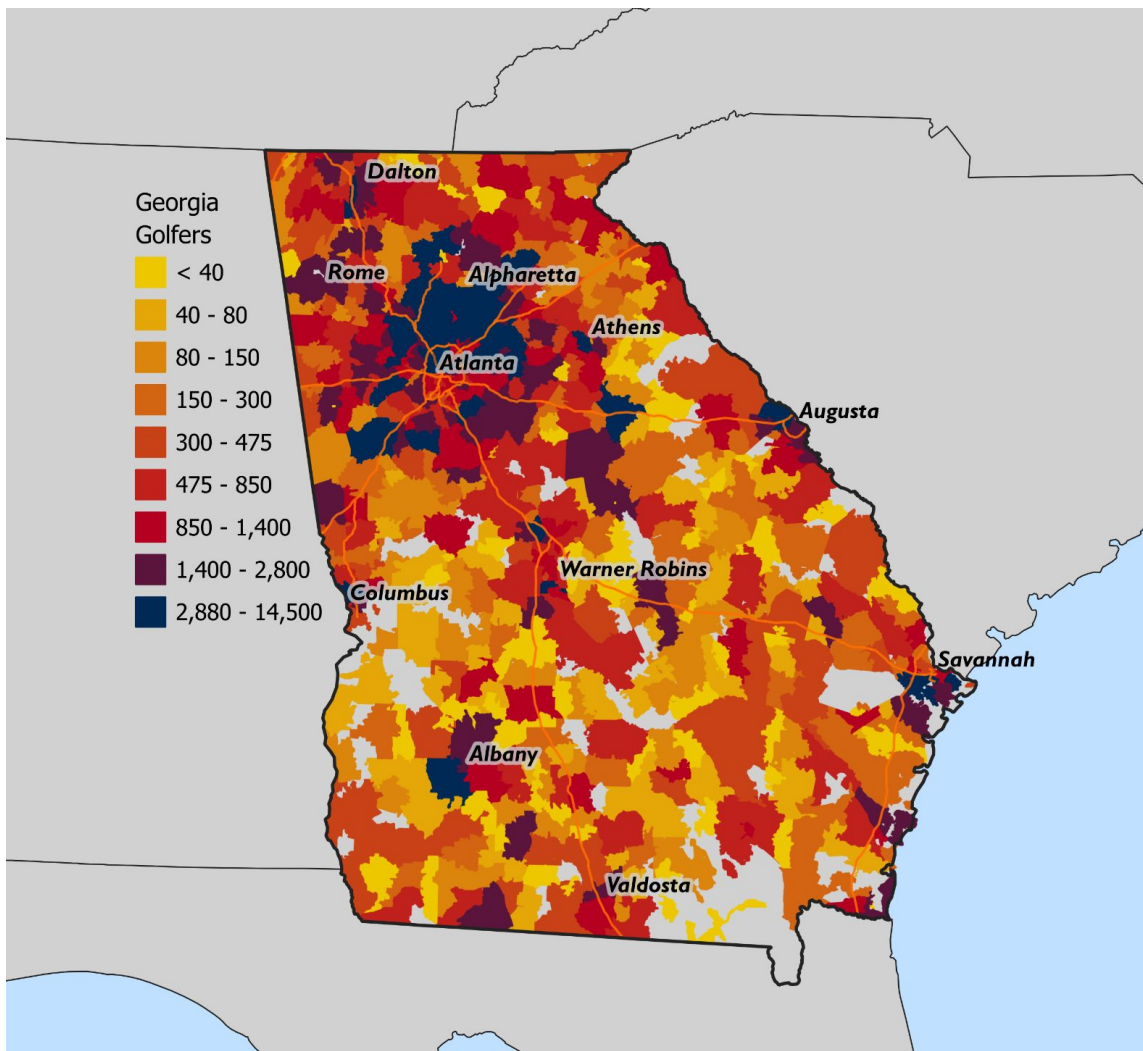 Dalton
Georgia
Golfers
< 40
40 - 80
80 - 150
150 - 300
300 - 475
475 - 850
850 - 1,400
1,400 - 2,800
2,880 - 14,500
Rome
Alpharetta
Athens
Atlanta
Augusta
Warner Robins
Columbus
Savannah
Albany
Valdosta